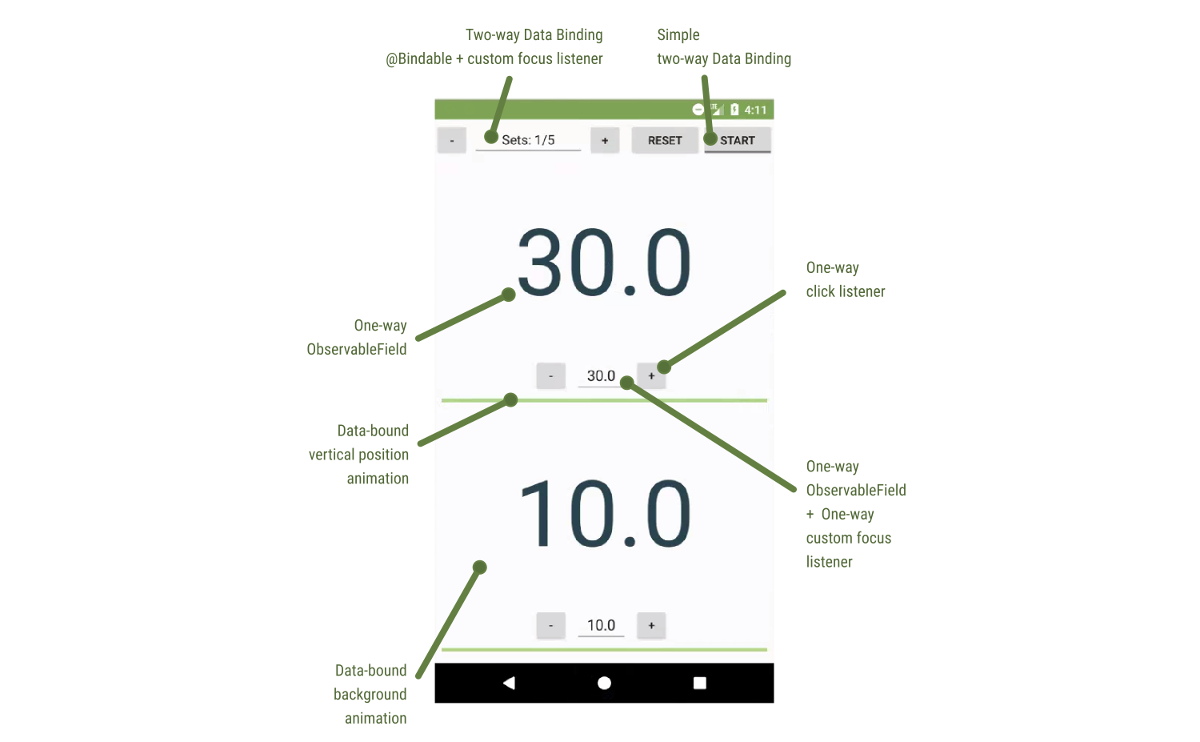 Two-way Data Binding
@Bindable + custom focus listener
Simple
two-way Data Binding
4:11
-
Sets: 1/5
+
RESET
START
30.0
One-way
click listener
One-way
ObservableField
-
30.0
+
Data-bound
vertical position
animation
One-way
ObservableField
+ One-way
custom focus
listener
10.0
-
10.0
+
Data-bound
background
animation